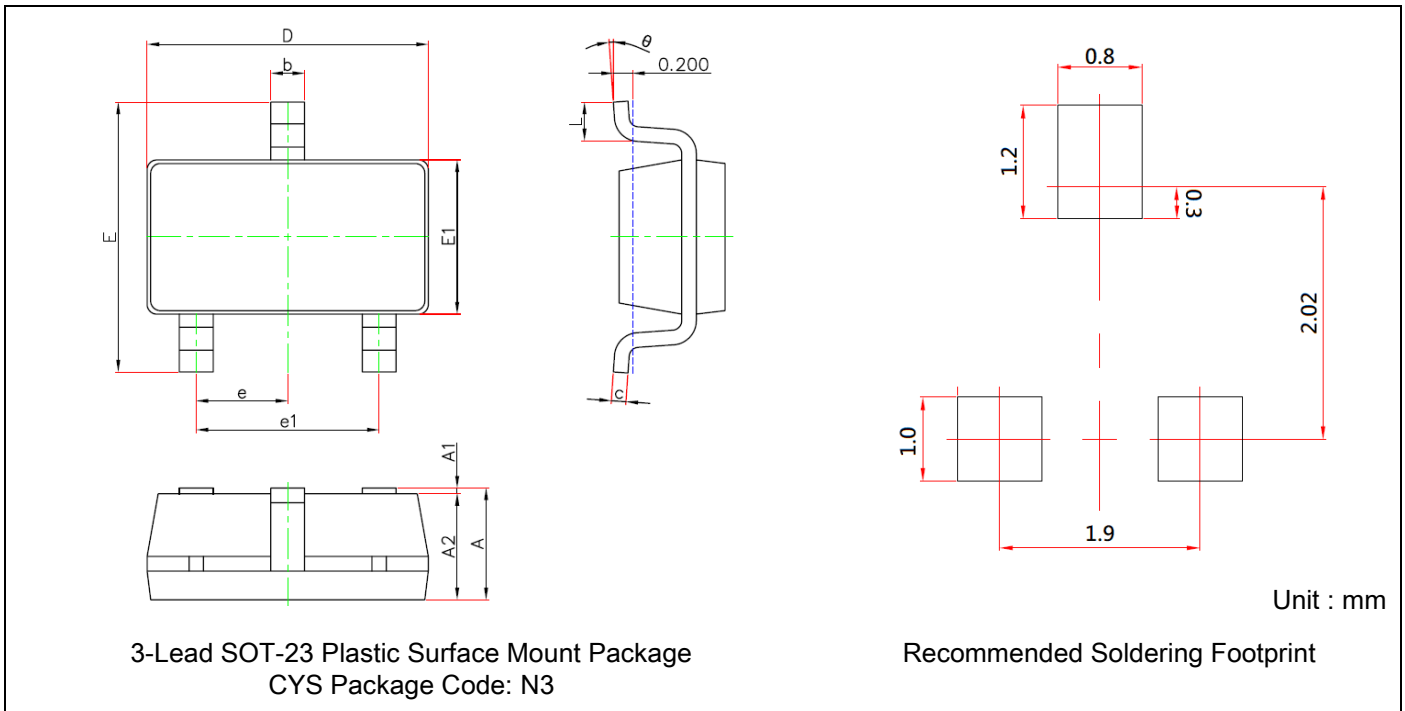 D
b
E
E1
e
e1
θ
0.200
L
c
A1
A2
A
0.8
1.2
0.3
2.02
1.0
1.9
Unit : mm
3-Lead SOT-23 Plastic Surface Mount Package
CYS Package Code: N3
Recommended Soldering Footprint